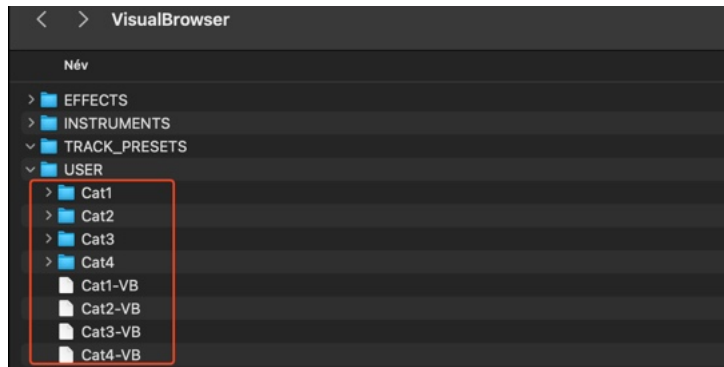 VisualBrowser
Név
EFFECTS
INSTRUMENTS
TRACK_PRESETS
USER
Cat1
Cat2
Cat3
Cat4
Cat1-VB
Cat2-VB
Cat3-VB
Cat4-VB